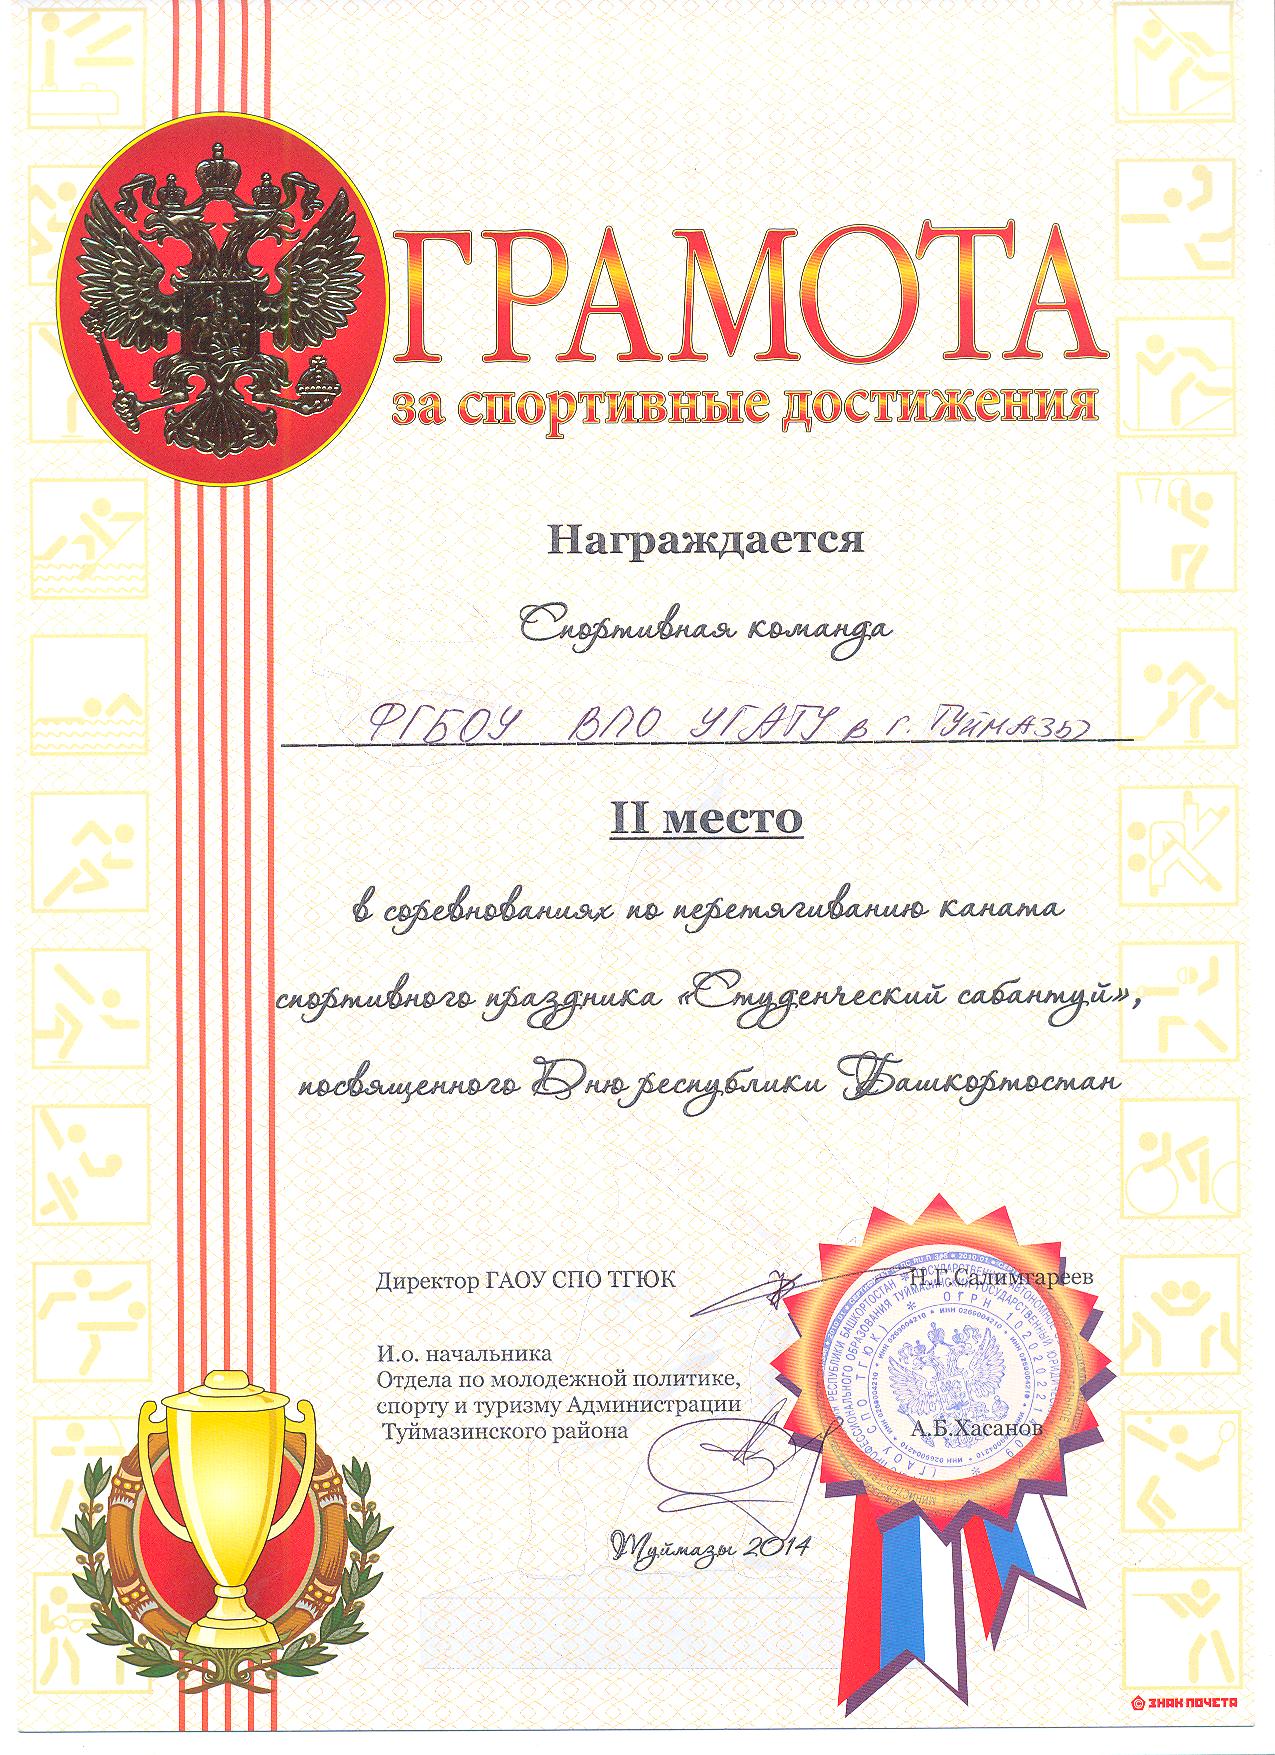 ГРАМОТА
за спортивные достижения
Награждается
Спортивная команда
ФГБОУ ВПО УГАТУ в г. Туймазы
II место
в соревнованиях по перетягиванию каната
спортивного праздника «Студенческий сабантуй»,
посвященного Дню республики Башкортостан
Директор ГАОУ СПО ТГЮК
Н.Г.Салимгареев
И.о. начальника
Отдела по молодежной политике,
спорту и туризму Администрации
Туймазинского района
А.Б.Хасанов
Туймазы 2014
ЗНАК ПОЧЕТА